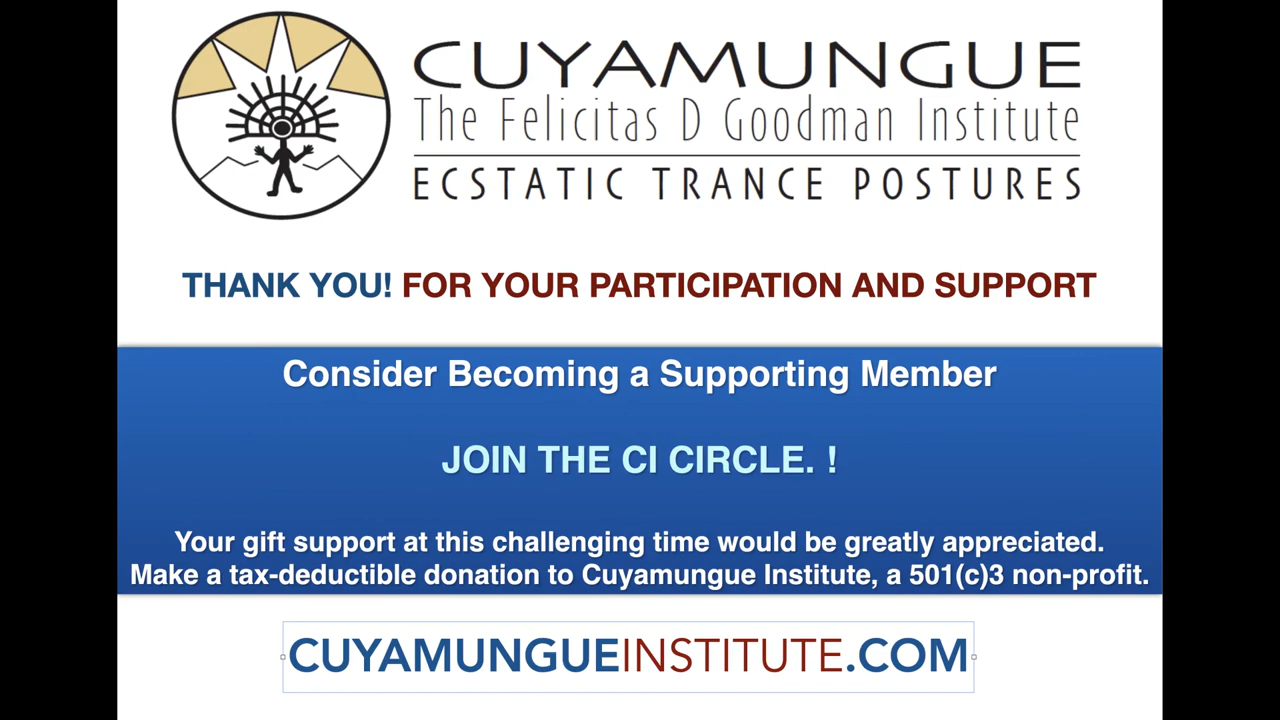 CUYAMUNGUE
The Felicitas D Goodman Institute
ECSTATIC TRANCE POSTURES
THANK YOU! FOR YOUR PARTICIPATION AND SUPPORT
Consider Becoming a Supporting Member
JOIN THE CI CIRCLE. !
Your gift support at this challenging time would be greatly appreciated.
Make a tax-deductible donation to Cuyamungue Institute, a 501(c)3 non-profit.
CUYAMUNGUEINSTITUTE.COM